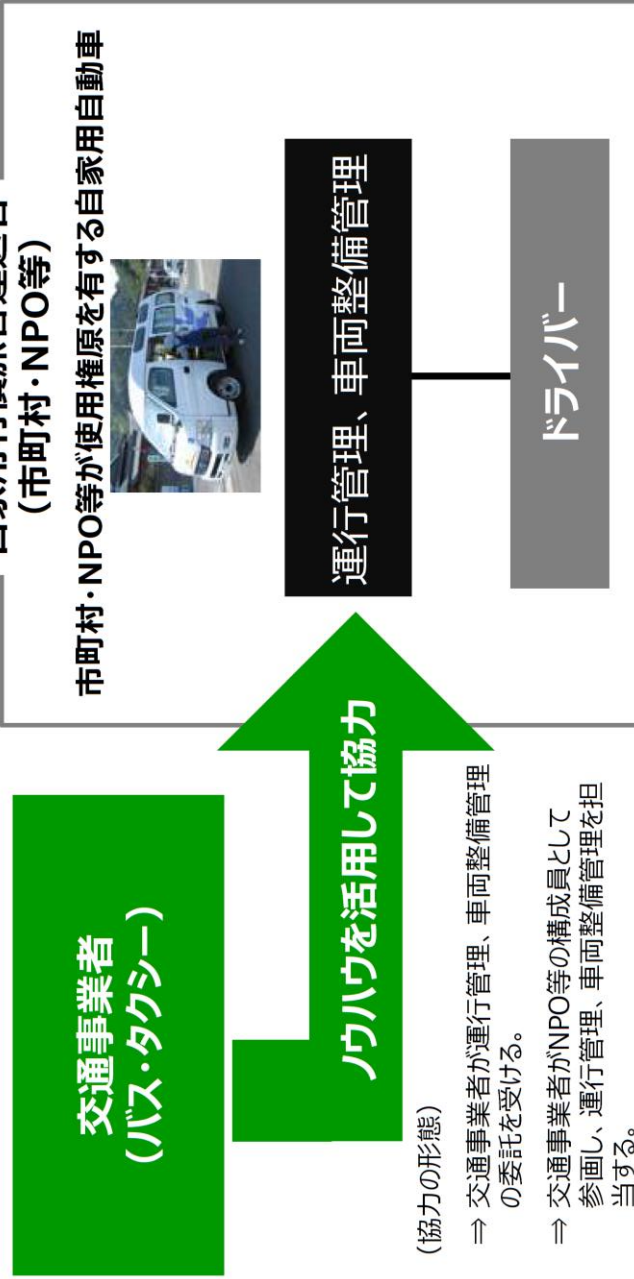 交通事業者
(バス・タクシー)
ノウハウを活用して協力
(協力の形態)
⇒ 交通事業者が運行管理、車両整備管理
の委託を受ける。
⇒ 交通事業者がNPO等の構成員として
参画し、運行管理、車両整備管理を担
当する。
(市町村・NPO等)
市町村・NPO等が使用権原を有する自家用自動車
運行管理、車両整備管理
ドライバー